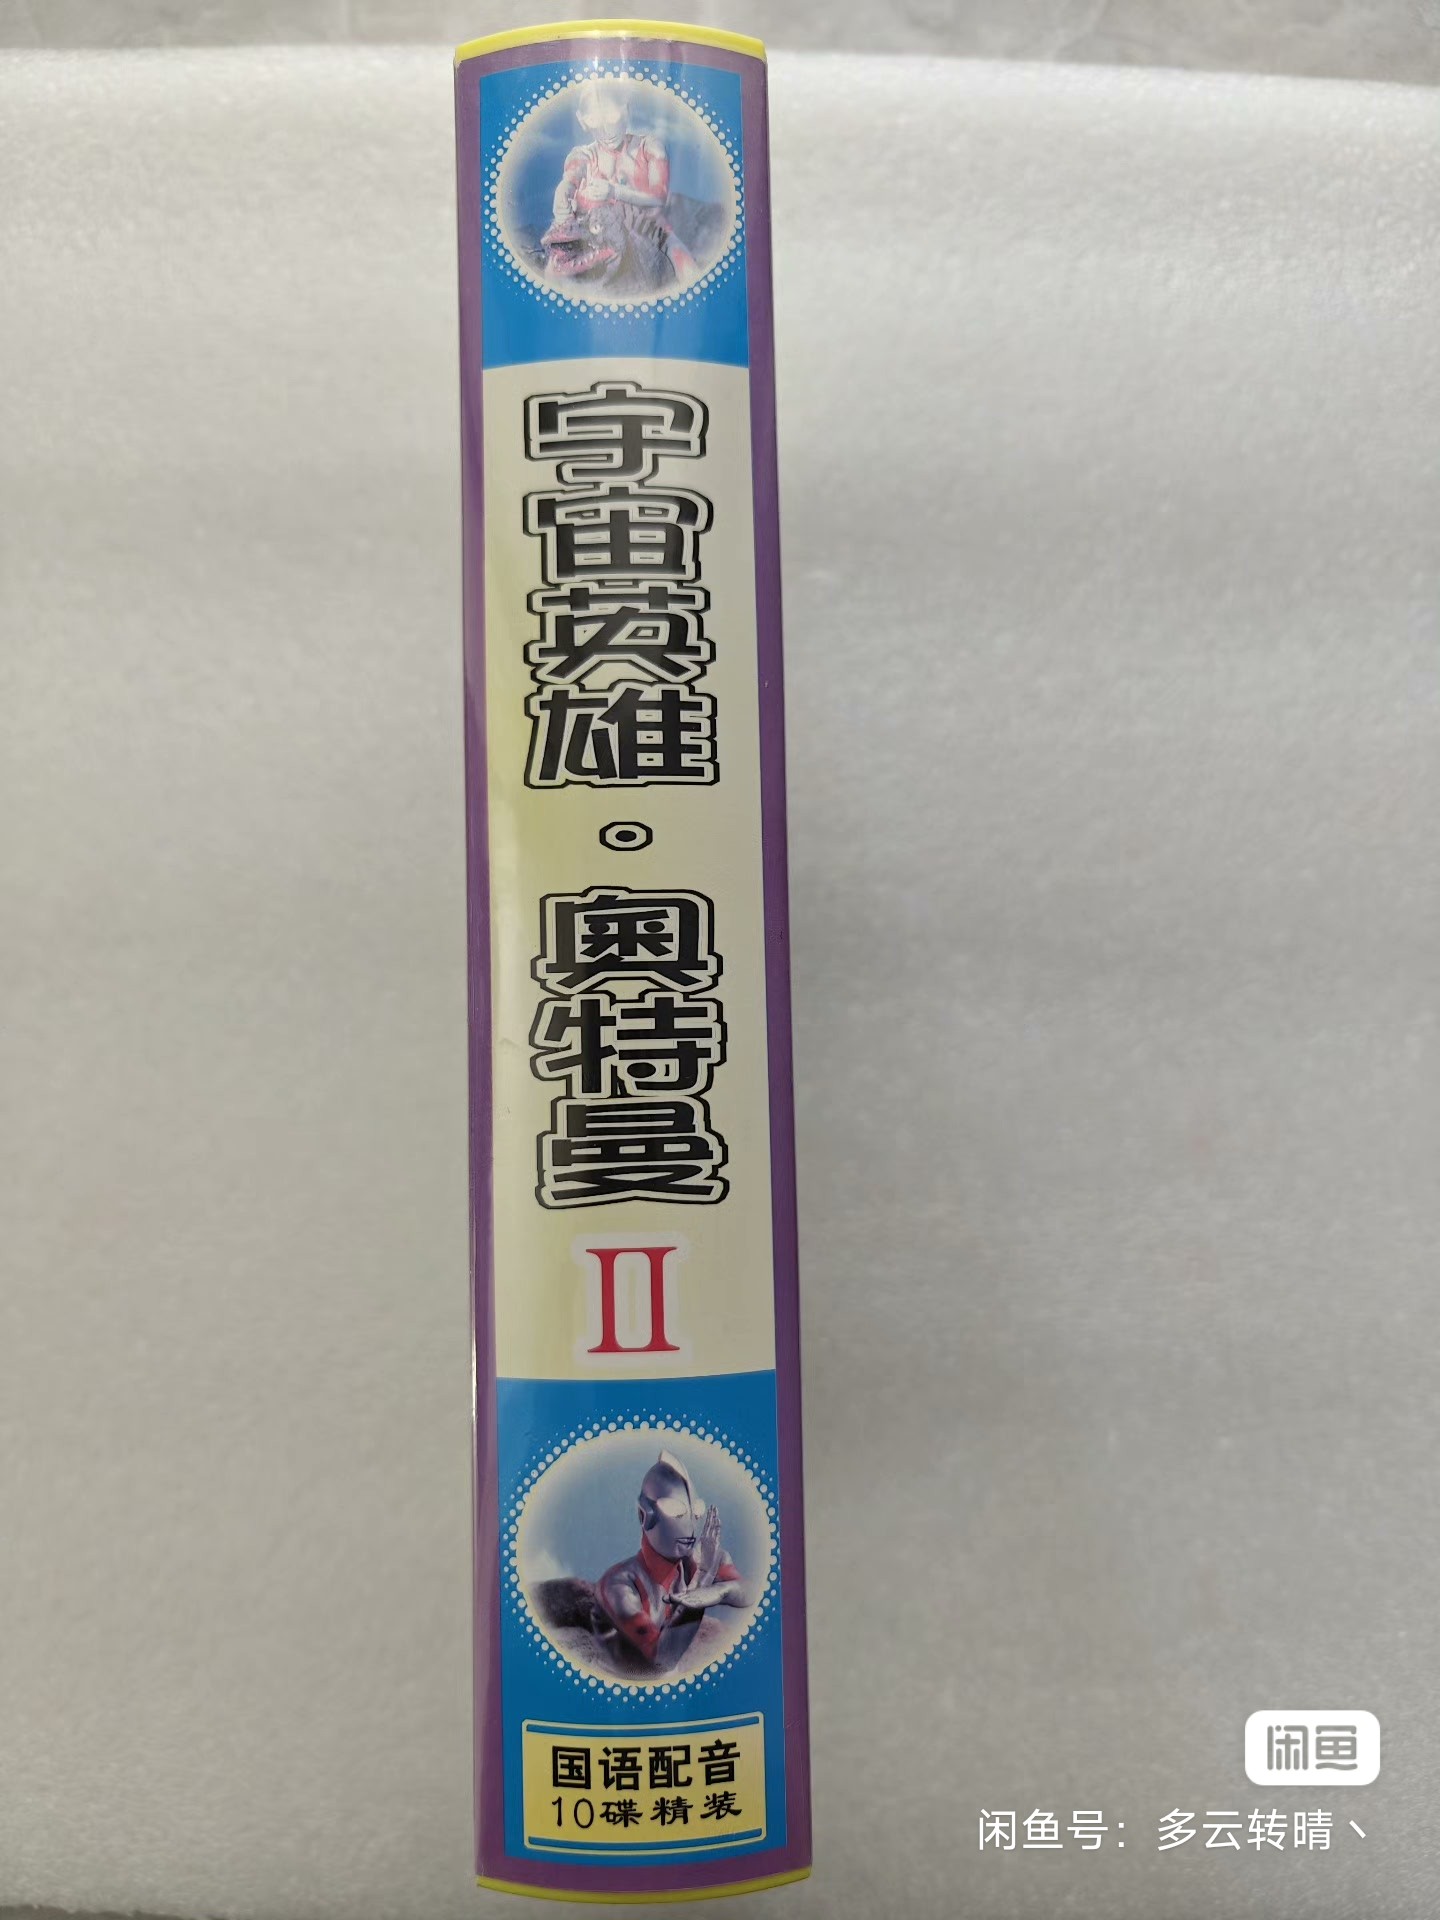 宇宙英雄·奥特曼
II
国语配音
10碟精装
闲鱼
闲鱼号：多云转晴丶